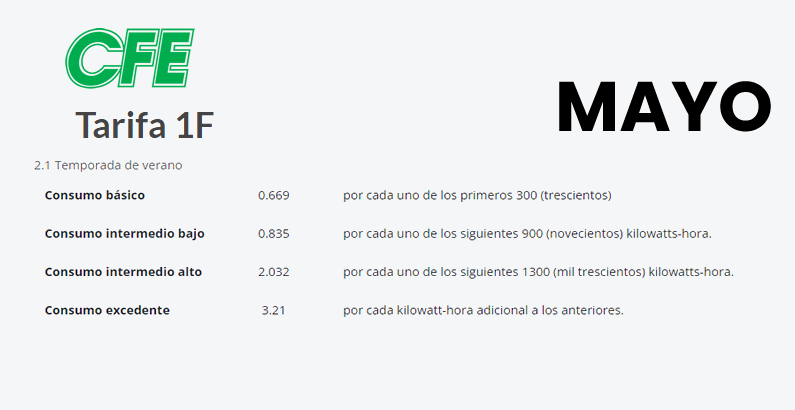 CFE
Tarifa 1F
MAYO
2.1 Temporada de verano
Consumo básico 0.669 por cada uno de los primeros 300 (trescientos)
Consumo intermedio bajo 0.835 por cada uno de los siguientes 900 (novecientos) kilowatts-hora.
Consumo intermedio alto 2.032 por cada uno de los siguientes 1300 (mil trescientos) kilowatts-hora.
Consumo excedente 3.21 por cada kilowatt-hora adicional a los anteriores.